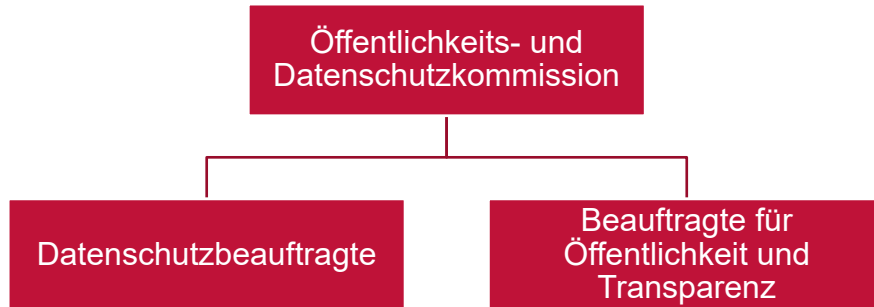 Öffentlichkeits- und
Datenschutzkommission
Datenschutzbeauftragte
Beauftragte für
Öffentlichkeit und
Transparenz